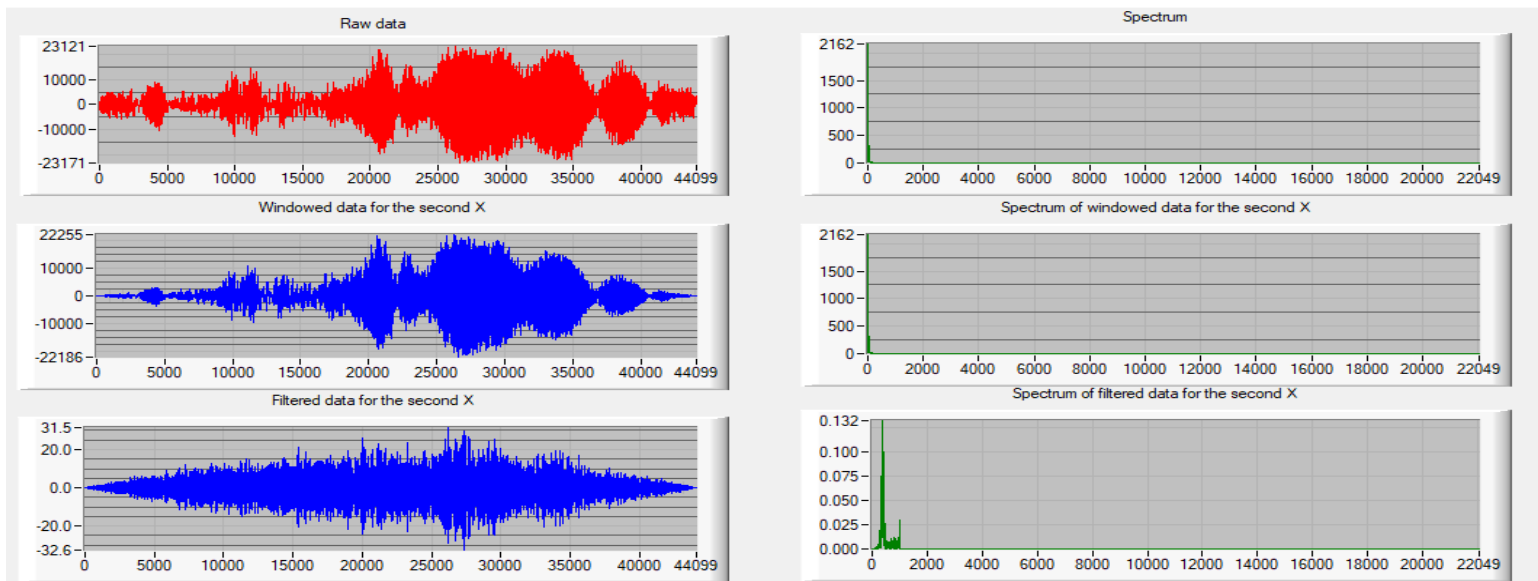 Raw data
23121
10000
0
-10000
-23171
0 5000 10000 15000 20000 25000 30000 35000 40000 44099
Spectrum
2162
1500
1000
500
0
0 2000 4000 6000 8000 10000 12000 14000 16000 18000 20000 22049
Windowed data for the second X
22255
10000
0
-10000
-22186
0 5000 10000 15000 20000 25000 30000 35000 40000 44099
Spectrum of windowed data for the second X
2162
1500
1000
500
0
0 2000 4000 6000 8000 10000 12000 14000 16000 18000 20000 22049
Filtered data for the second X
31.5
20.0
0.0
-20.0
-32.6
0 5000 10000 15000 20000 25000 30000 35000 40000 44099
Spectrum of filtered data for the second X
0.132
0.100
0.075
0.050
0.025
0.000
0 2000 4000 6000 8000 10000 12000 14000 16000 18000 20000 22049